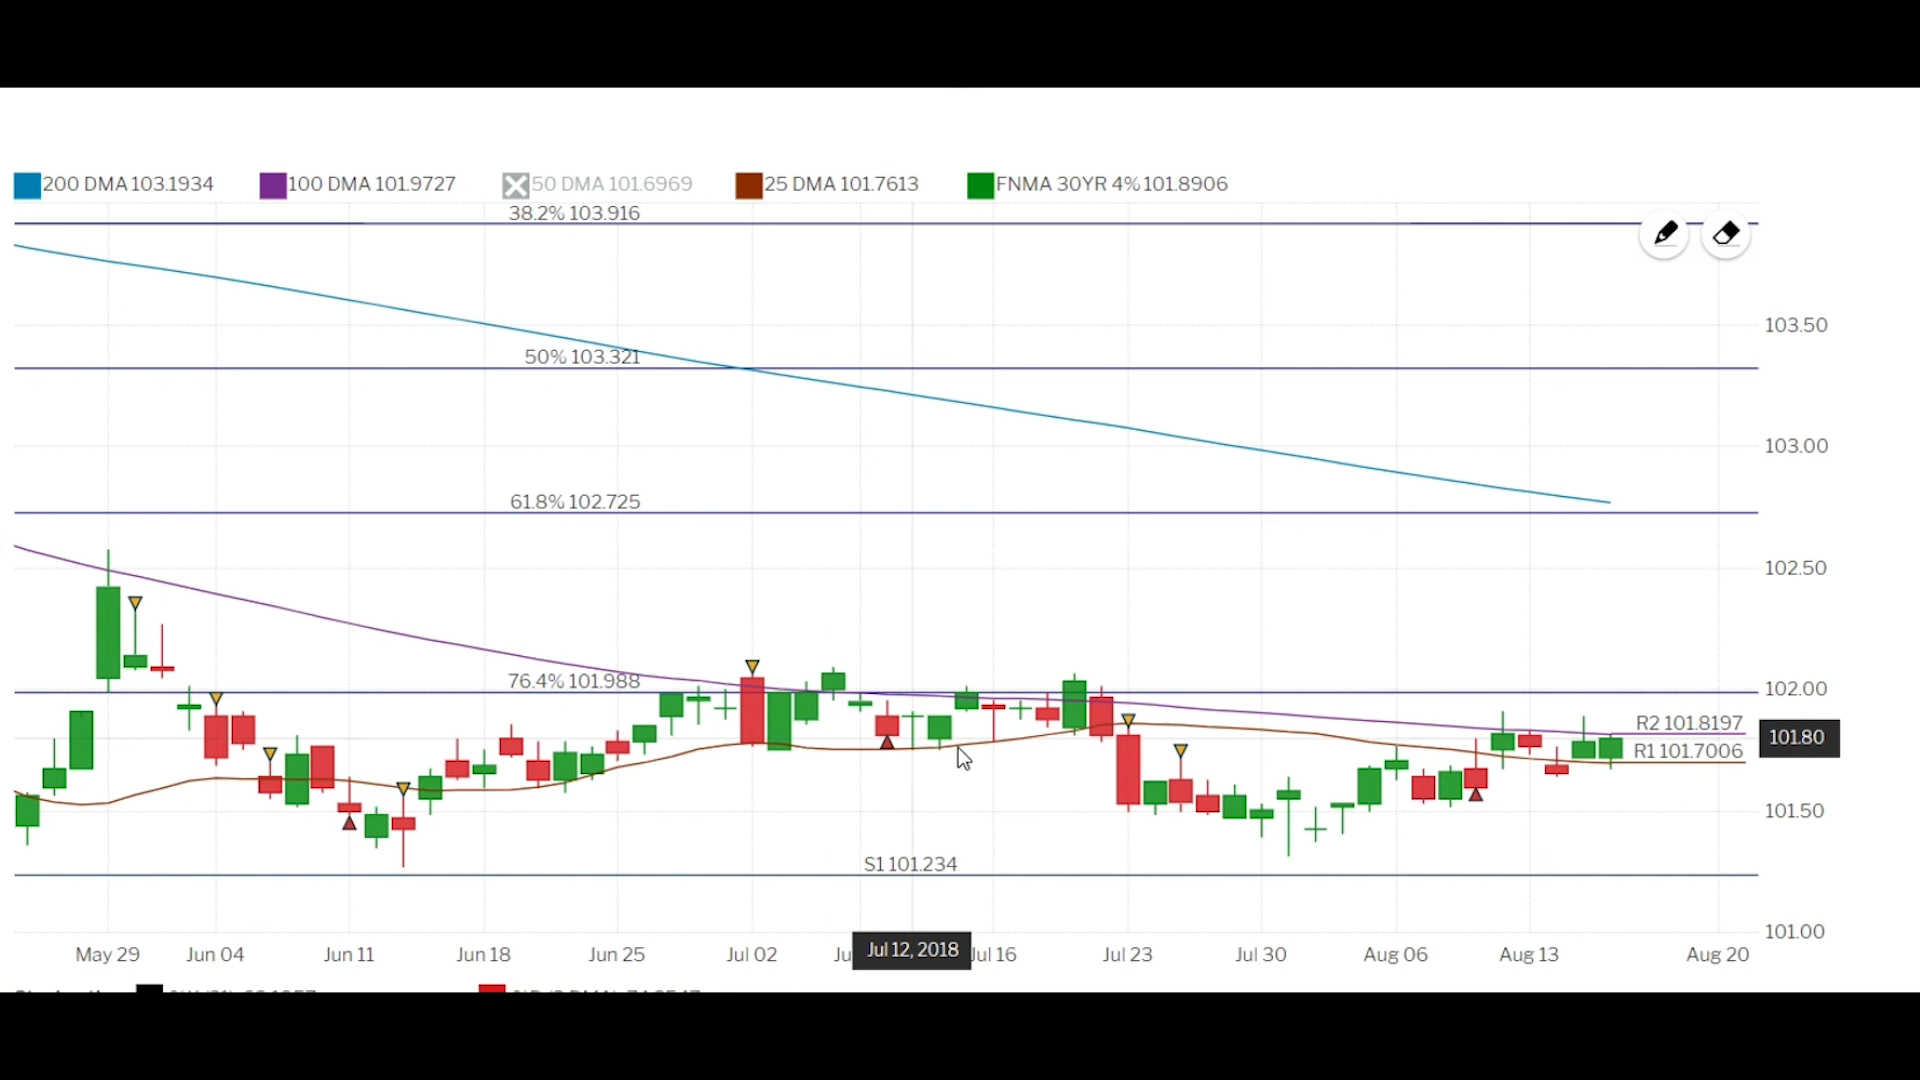 200 DMA 103.1934 100 DMA 101.9727 50 DMA 101.6969 25 DMA 101.7613 FNMA 30YR 4% 101.8906
38.2% 103.916
103.50
50% 103.321
103.00
61.8% 102.725
102.50
76.4% 101.988
102.00
R2 101.8197
101.80
R1 101.7006
101.50
S1 101.234
101.00
May 29 Jun 04 Jun 11 Jun 18 Jun 25 Jul 02 Ju Jul 12, 2018 Jul 16 Jul 23 Jul 30 Aug 06 Aug 13 Aug 20